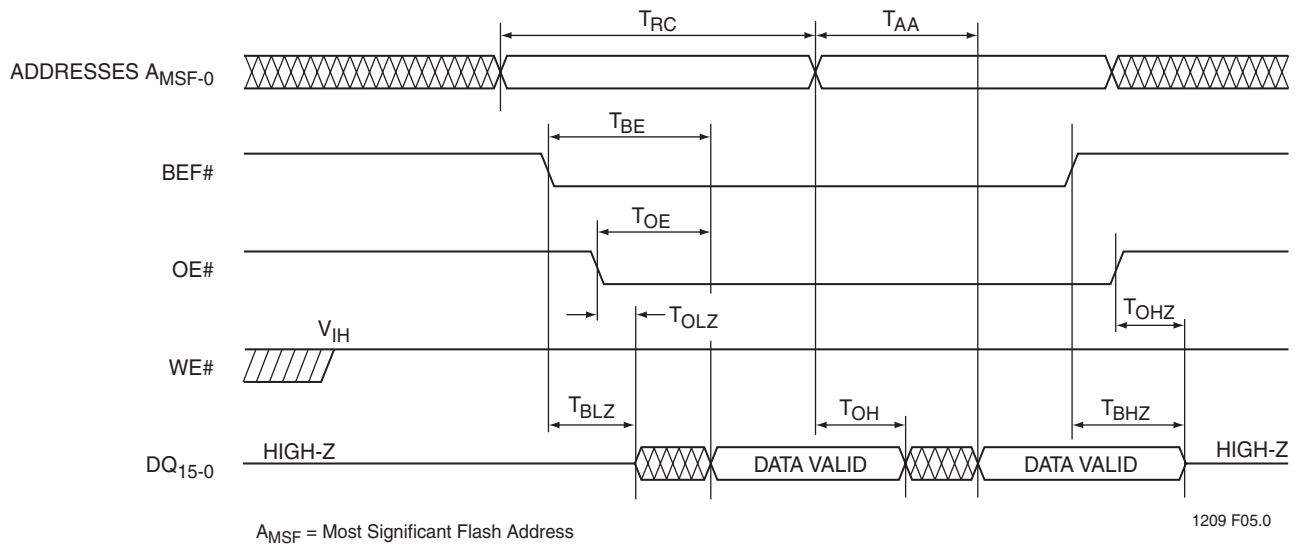 TRC TAA
ADDRESSES AMSF-0
TBE
BEF#
TOE
OE#
TOLZ TOHZ
VIH
WE#
TBLZ TOH TBHZ
HIGH-Z HIGH-Z
DQ15-0 DATA VALID DATA VALID
AMSF = Most Significant Flash Address
1209 F05.0